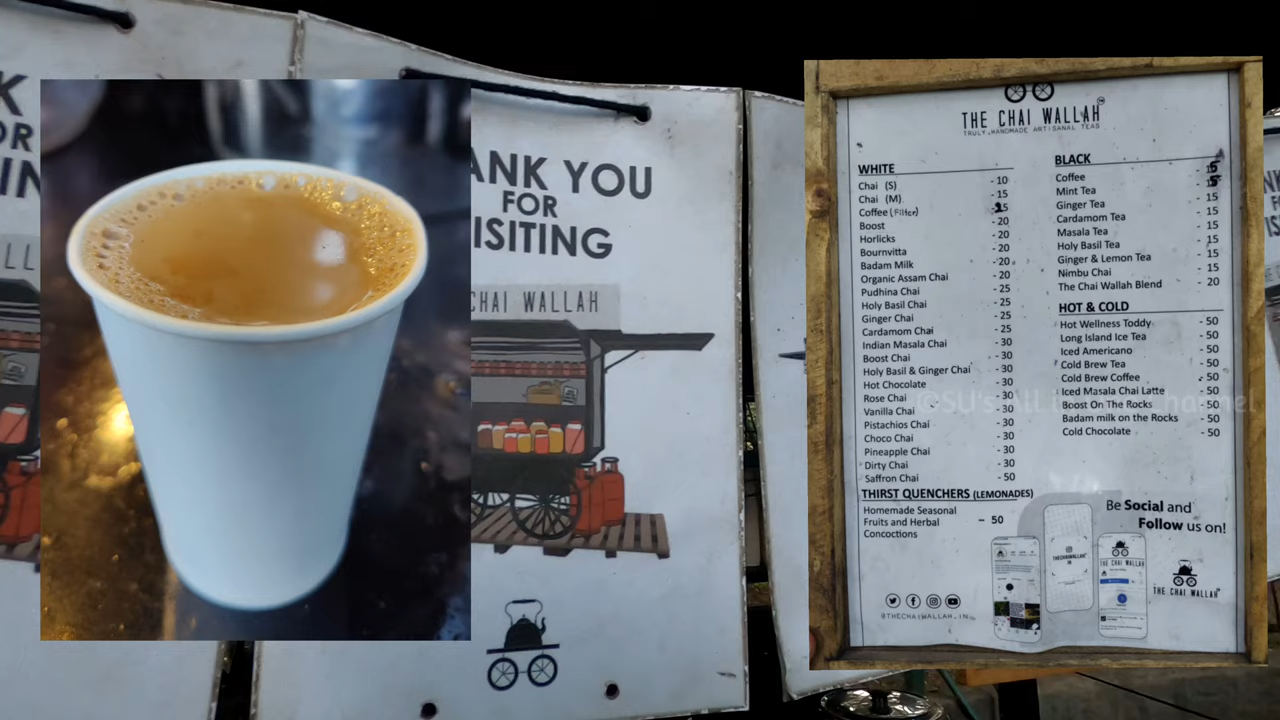 K
OR
IN
ANK YOU
FOR
ISITING
CHAI WALLAH
THE CHAI WALLAH
TRULY HANDMADE ARTISANAL TEAS
WHITE
Chai (S) - 10
Chai (M) - 15
Coffee (Filter)
Boost - 20
Horlicks - 20
Bournvitta - 20
Badam Milk - 20
Organic Assam Chai - 20
Pudhina Chai - 25
Holy Basil Chai - 25
Ginger Chai - 25
Cardamom Chai - 25
Indian Masala Chai - 30
Boost Chai - 30
Holy Basil & Ginger Chai - 30
Hot Chocolate - 30
Rose Chai - 30
Vanilla Chai - 30
Pistachios Chai - 30
Choco Chai - 30
Pineapple Chai - 30
Dirty Chai - 30
Saffron Chai - 50
THIRST QUENCHERS (LEMONADES)
Homemade Seasonal
Fruits and Herbal - 50
Concoctions
@THECHAIWALLAH.IN
BLACK
Coffee
Mint Tea
Ginger Tea - 15
Cardamom Tea - 15
Masala Tea - 15
Holy Basil Tea - 15
Ginger & Lemon Tea - 15
Nimbu Chai - 15
The Chai Wallah Blend - 20
HOT & COLD
Hot Wellness Toddy - 50
Long Island Ice Tea - 50
Iced Americano - 50
Cold Brew Tea - 50
Cold Brew Coffee - 50
Iced Masala Chai Latte - 50
Boost On The Rocks - 50
Badam milk on the Rocks - 50
Cold Chocolate - 50
Be Social and
Follow us on!
THE CHAI WALLAH
THE CHAI WALLAH